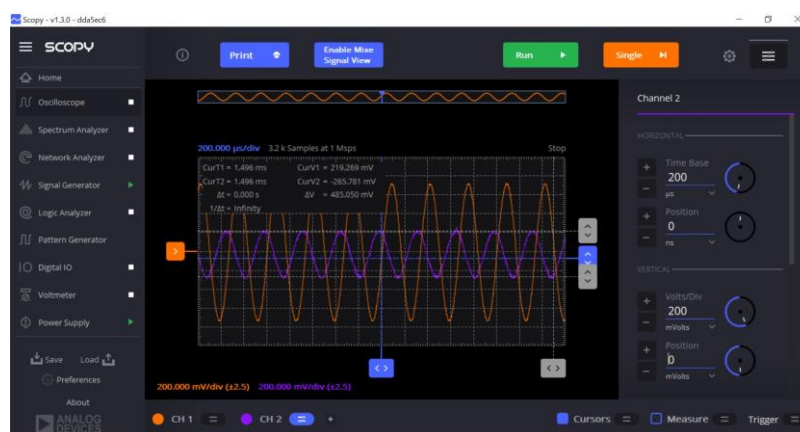 Scopy - v1.3.0 - dda5ec6
SCOPY
Print
Enable Mixe
Signal View
Run
Single
Home
Oscilloscope
Spectrum Analyzer
Network Analyzer
Signal Generator
Logic Analyzer
Pattern Generator
Digital IO
Voltmeter
Power Supply
Save Load
Preferences
About
ANALOG
DEVICES
200.000 µs/div 3.2 k Samples at 1 Msps Stop
CurT1 = 1.496 ms CurV1 = 219.269 mV
CurT2 = 1.496 ms CurV2 = -265.781 mV
Δt = 0.000 s ΔV = 485.050 mV
1/Δt = Infinity
200.000 mV/div (±2.5) 200.000 mV/div (±2.5)
CH 1 CH 2 +
Cursors Measure Trigger
Channel 2
HORIZONTAL
Time Base
200
µs
Position
0
ns
VERTICAL
Volts/Div
200
mVolts
Position
0
mVolts